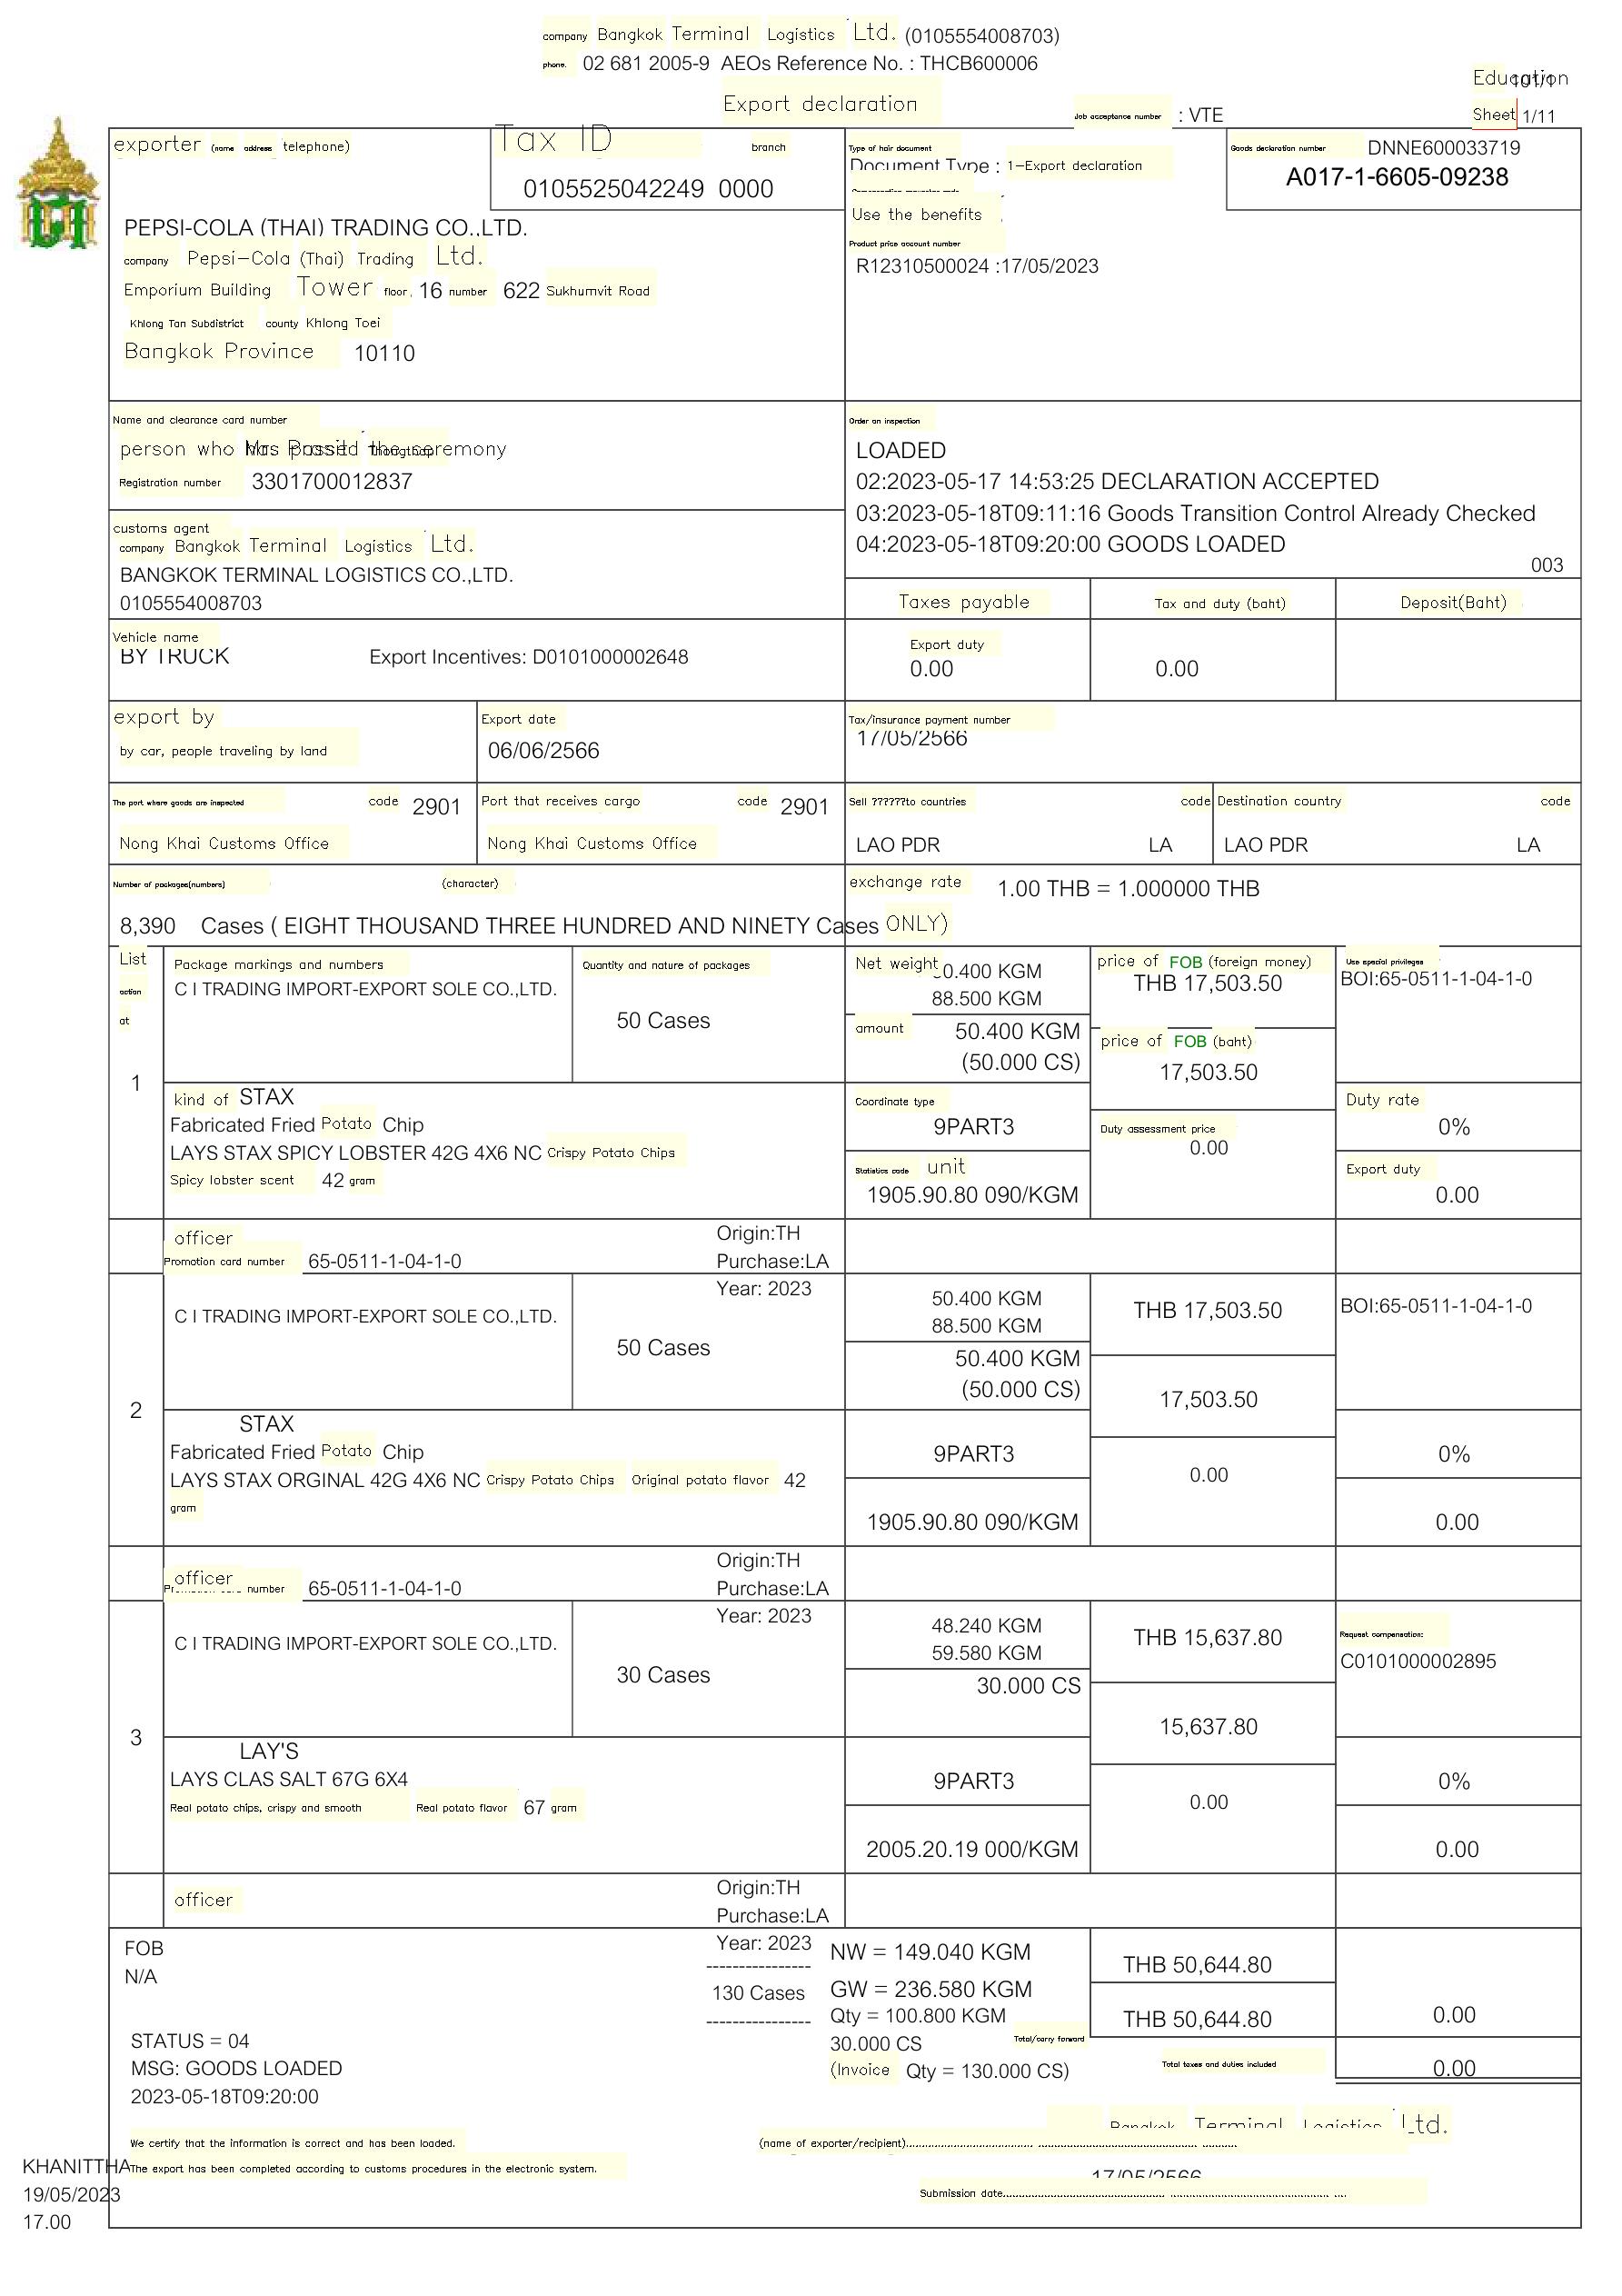 company Bangkok Terminal Logistics Ltd. (0105554008703)
phone. 02 681 2005-9 AEOs Reference No. : THCB600006
Export declaration
Job acceptance number : VTE
Sheet 1/11
exporter (name address telephone)
Tax ID branch
0105525042249 0000
Type of hair document
Document Type : 1-Export declaration
Goods declaration number DNNE600033719
A017-1-6605-09238
Use the benefits
Product price account number
R12310500024 :17/05/2023
PEPSI-COLA (THAI) TRADING CO.,LTD.
company Pepsi-Cola (Thai) Trading Ltd.
Emporium Building Tower floor. 16 number 622 Sukhumvit Road
Khlong Tan Subdistrict county Khlong Toei
Bangkok Province 10110
Name and clearance card number
person who
Registration number 3301700012837
Order an inspection
LOADED
02:2023-05-17 14:53:25 DECLARATION ACCEPTED
03:2023-05-18T09:11:16 Goods Transition Control Already Checked
04:2023-05-18T09:20:00 GOODS LOADED
003
customs agent
company Bangkok Terminal Logistics Ltd.
BANGKOK TERMINAL LOGISTICS CO.,LTD.
0105554008703
Taxes payable Tax and duty (baht) Deposit(Baht)
Vehicle name
BY TRUCK Export Incentives: D0101000002648
Export duty
0.00 0.00
export by
by car, people traveling by land
Export date
06/06/2566
Tax/insurance payment number
17/05/2566
The port where goods are inspected code 2901
Nong Khai Customs Office
Port that receives cargo code 2901
Nong Khai Customs Office
Sell ??????to countries code
LAO PDR LA
Destination country code
LAO PDR LA
Number of packages(numbers) (character)
8,390 Cases ( EIGHT THOUSAND THREE HUNDRED AND NINETY Cases ONLY)
exchange rate 1.00 THB = 1.000000 THB
List
action
at
1
Package markings and numbers
C I TRADING IMPORT-EXPORT SOLE CO.,LTD.
Quantity and nature of packages
50 Cases
Net weight 0.400 KGM
88.500 KGM
amount 50.400 KGM
(50.000 CS)
price of FOB (foreign money)
THB 17,503.50
price of FOB (baht)
17,503.50
Use special privileges
BOI:65-0511-1-04-1-0
kind of STAX
Fabricated Fried Potato Chip
LAYS STAX SPICY LOBSTER 42G 4X6 NC Crispy Potato Chips
Spicy lobster scent 42 gram
Coordinate type
9PART3
Statistics code unit
1905.90.80 090/KGM
Duty assessment price
0.00
Duty rate
0%
Export duty
0.00
officer
Promotion card number 65-0511-1-04-1-0
Origin:TH
Purchase:LA
Year: 2023
2
C I TRADING IMPORT-EXPORT SOLE CO.,LTD.
50 Cases
50.400 KGM
88.500 KGM
50.400 KGM
(50.000 CS)
THB 17,503.50
17,503.50
BOI:65-0511-1-04-1-0
STAX
Fabricated Fried Potato Chip
LAYS STAX ORGINAL 42G 4X6 NC Crispy Potato Chips Original potato flavor 42
gram
9PART3
1905.90.80 090/KGM
0.00
0%
0.00
officer
number 65-0511-1-04-1-0
Origin:TH
Purchase:LA
Year: 2023
3
C I TRADING IMPORT-EXPORT SOLE CO.,LTD.
30 Cases
48.240 KGM
59.580 KGM
30.000 CS
THB 15,637.80
15,637.80
Request compensation:
C0101000002895
LAY'S
LAYS CLAS SALT 67G 6X4
Real potato chips, crispy and smooth Real potato flavor 67 gram
9PART3
2005.20.19 000/KGM
0.00
0%
0.00
officer
Origin:TH
Purchase:LA
Year: 2023
FOB
N/A
130 Cases
NW = 149.040 KGM
GW = 236.580 KGM
Qty = 100.800 KGM
30.000 CS Total/carry forward
(Invoice Qty = 130.000 CS)
THB 50,644.80
THB 50,644.80
0.00
Total taxes and duties included 0.00
STATUS = 04
MSG: GOODS LOADED
2023-05-18T09:20:00
Bangkok Terminal Logistics Ltd.
We certify that the information is correct and has been loaded.
(name of exporter/recipient)
The export has been completed according to customs procedures in the electronic system.
17/05/2566
Submission date
KHANITTHA
19/05/2023
17.00